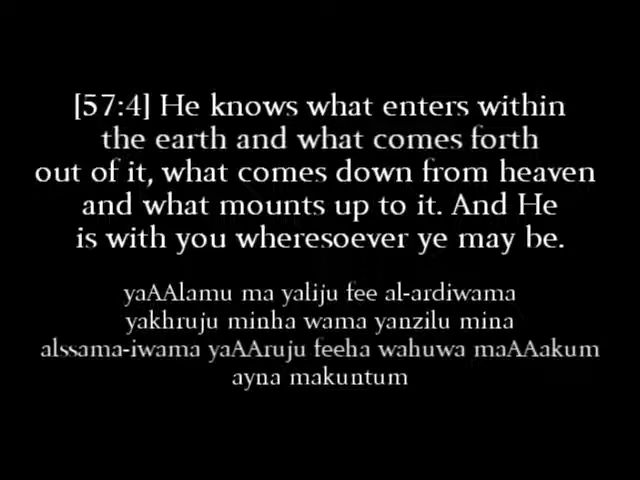 [57:4] He knows what enters within
the earth and what comes forth
out of it, what comes down from heaven
and what mounts up to it. And He
is with you wheresoever ye may be.
yaAAlamu ma yaliju fee al-ardiwama
yakhruju minha wama yanzilu mina
alssama-iwama yaAAruju feeha wahuwa maAAakum
ayna makuntum